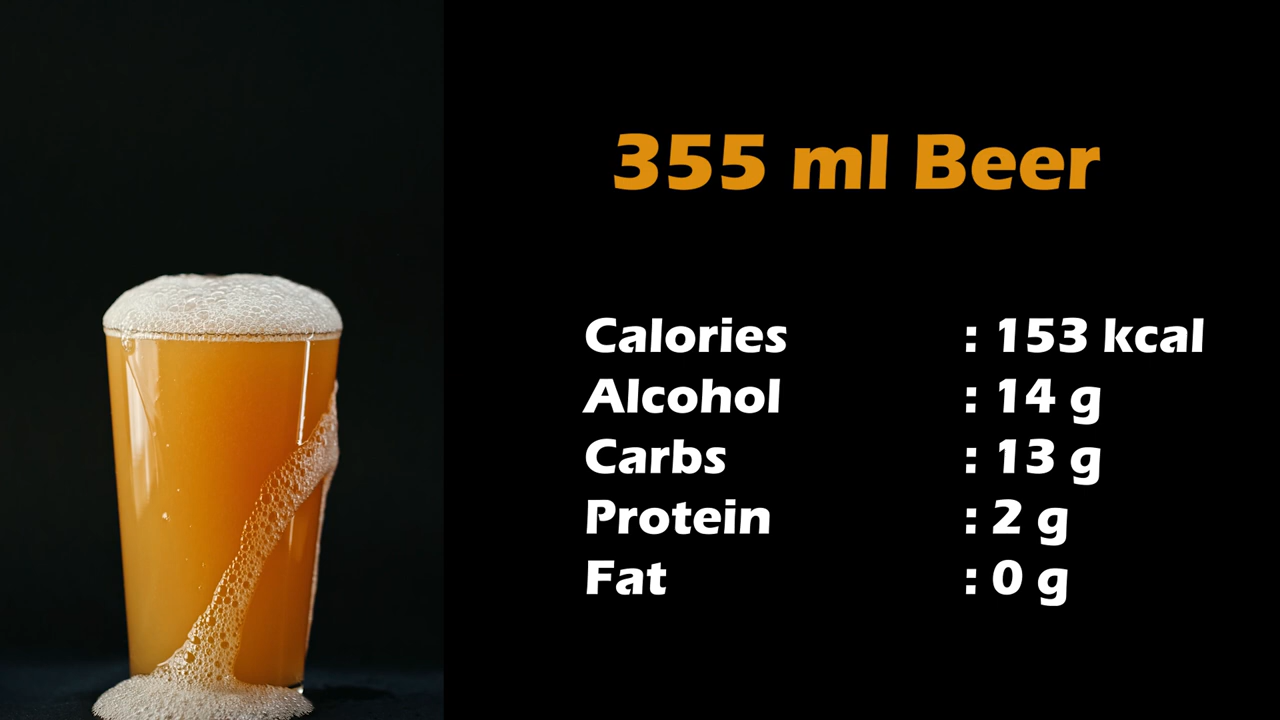 355 ml Beer
Calories : 153 kcal
Alcohol : 14 g
Carbs : 13 g
Protein : 2 g
Fat : 0 g